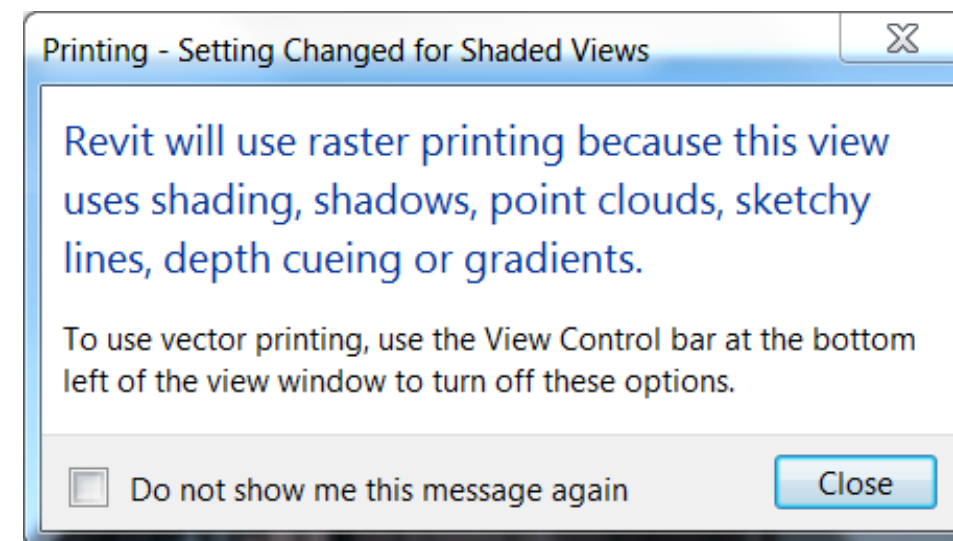 Printing - Setting Changed for Shaded Views
Revit will use raster printing because this view
uses shading, shadows, point clouds, sketchy
lines, depth cueing or gradients.
To use vector printing, use the View Control bar at the bottom
left of the view window to turn off these options.
Do not show me this message again
Close